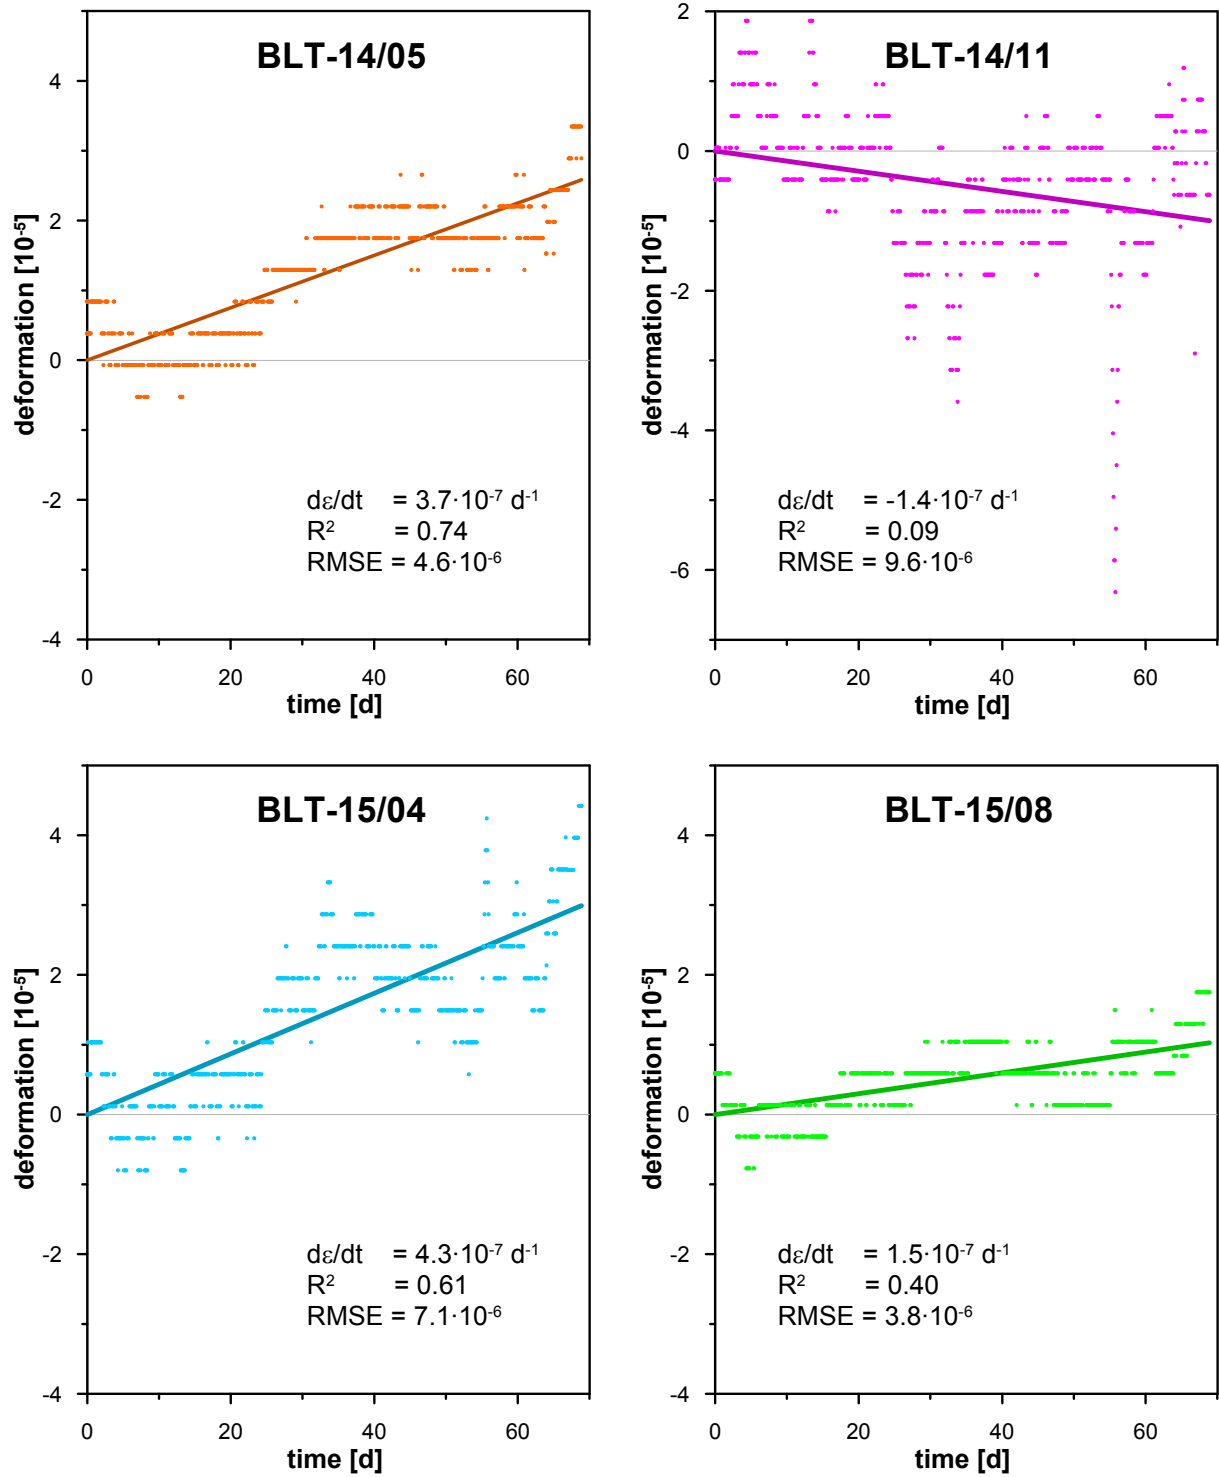 BLT-14/05
deformation [10⁻⁵]
4
2
0
-2
-4
dε/dt = 3.7·10⁻⁷ d⁻¹
R² = 0.74
RMSE = 4.6·10⁻⁶
0 20 40 60
time [d]
BLT-14/11
deformation [10⁻⁵]
2
0
-2
-4
-6
dε/dt = -1.4·10⁻⁷ d⁻¹
R² = 0.09
RMSE = 9.6·10⁻⁶
0 20 40 60
time [d]
BLT-15/04
deformation [10⁻⁵]
4
2
0
-2
-4
dε/dt = 4.3·10⁻⁷ d⁻¹
R² = 0.61
RMSE = 7.1·10⁻⁶
0 20 40 60
time [d]
BLT-15/08
deformation [10⁻⁵]
4
2
0
-2
-4
dε/dt = 1.5·10⁻⁷ d⁻¹
R² = 0.40
RMSE = 3.8·10⁻⁶
0 20 40 60
time [d]